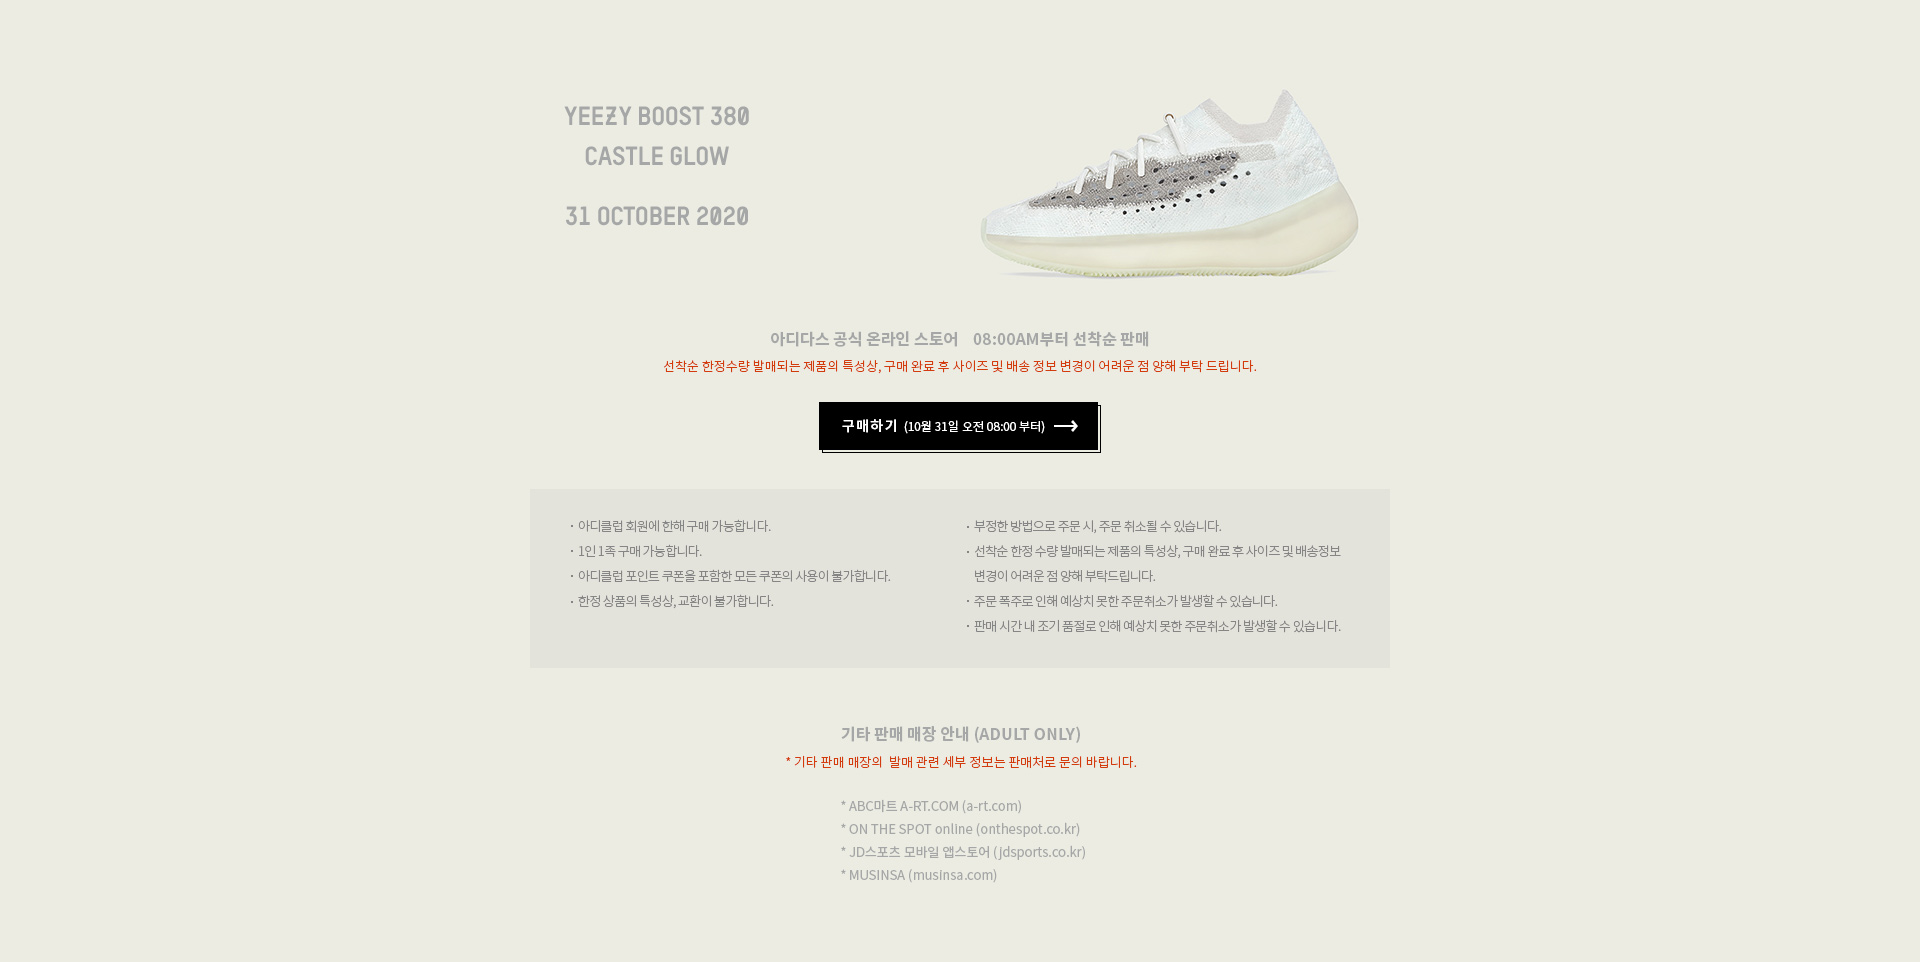 YEEZY BOOST 380
CASTLE GLOW
31 OCTOBER 2020
아디다스 공식 온라인 스토어 08:00AM부터 선착순 판매
선착순 한정수량 발매되는 제품의 특성상, 구매 완료 후 사이즈 및 배송 정보 변경이 어려운 점 양해 부탁 드립니다.
구매하기 (10월 31일 오전 08:00 부터)
· 아디클럽 회원에 한해 구매 가능합니다.
· 1인 1족 구매 가능합니다.
· 아디클럽 포인트 쿠폰을 포함한 모든 쿠폰의 사용이 불가합니다.
· 한정 상품의 특성상, 교환이 불가합니다.
· 부정한 방법으로 주문 시, 주문 취소될 수 있습니다.
· 선착순 한정 수량 발매되는 제품의 특성상, 구매 완료 후 사이즈 및 배송정보
변경이 어려운 점 양해 부탁드립니다.
· 주문 폭주로 인해 예상치 못한 주문취소가 발생할 수 있습니다.
· 판매 시간 내 조기 품절로 인해 예상치 못한 주문취소가 발생할 수 있습니다.
기타 판매 매장 안내 (ADULT ONLY)
* 기타 판매 매장의 발매 관련 세부 정보는 판매처로 문의 바랍니다.
* ABC마트 A-RT.COM (a-rt.com)
* ON THE SPOT online (onthespot.co.kr)
* JD스포츠 모바일 앱스토어 (jdsports.co.kr)
* MUSINSA (musinsa.com)